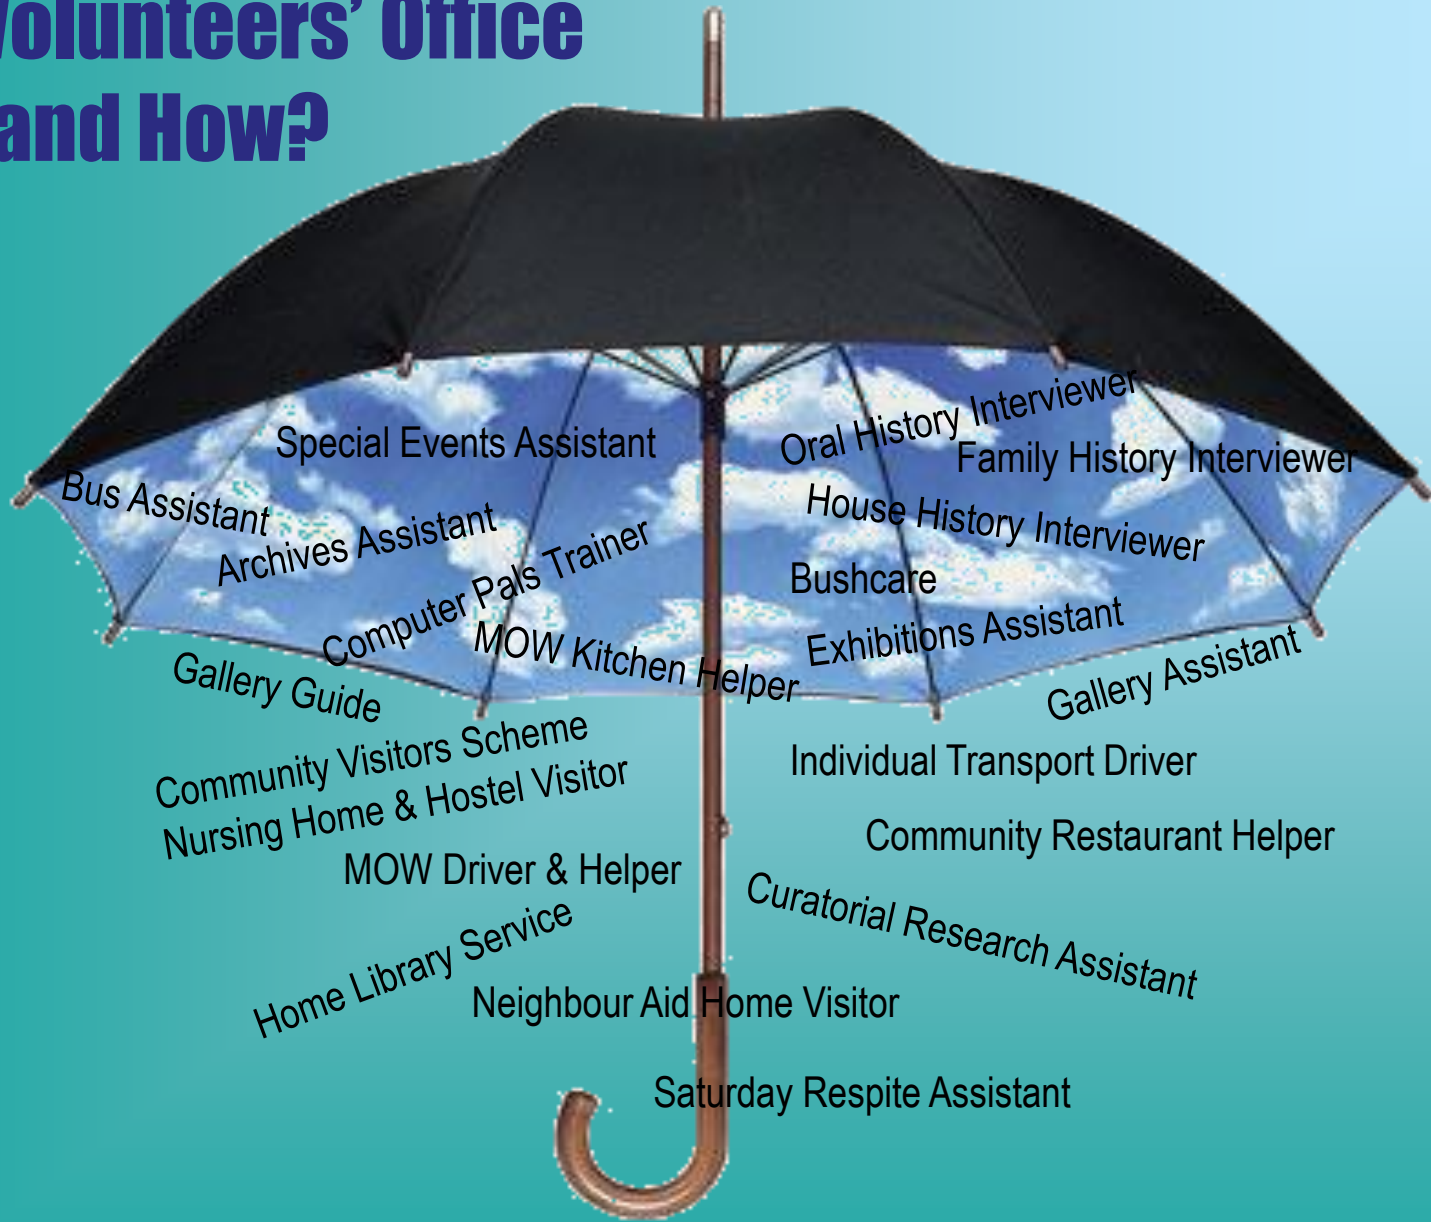 Volunteers' Office
and How?
Oral History Interviewer
Special Events Assistant
Family History Interviewer
Bus Assistant
House History Interviewer
Archives Assistant
Computer Pals Trainer
Bushcare
Exhibitions Assistant
MOW Kitchen Helper
Gallery Guide
Gallery Assistant
Community Visitors Scheme
Nursing Home & Hostel Visitor
Individual Transport Driver
Community Restaurant Helper
MOW Driver & Helper
Curatorial Research Assistant
Home Library Service
Neighbour Aid Home Visitor
Saturday Respite Assistant